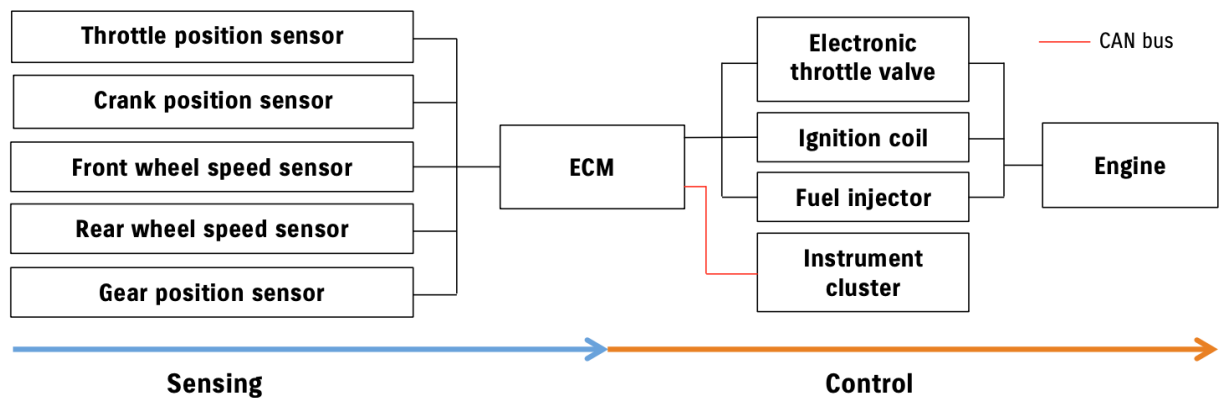 Throttle position sensor
Crank position sensor
Front wheel speed sensor
Rear wheel speed sensor
Gear position sensor
ECM
Electronic
throttle valve
Ignition coil
Fuel injector
Instrument
cluster
CAN bus
Engine
Sensing
Control